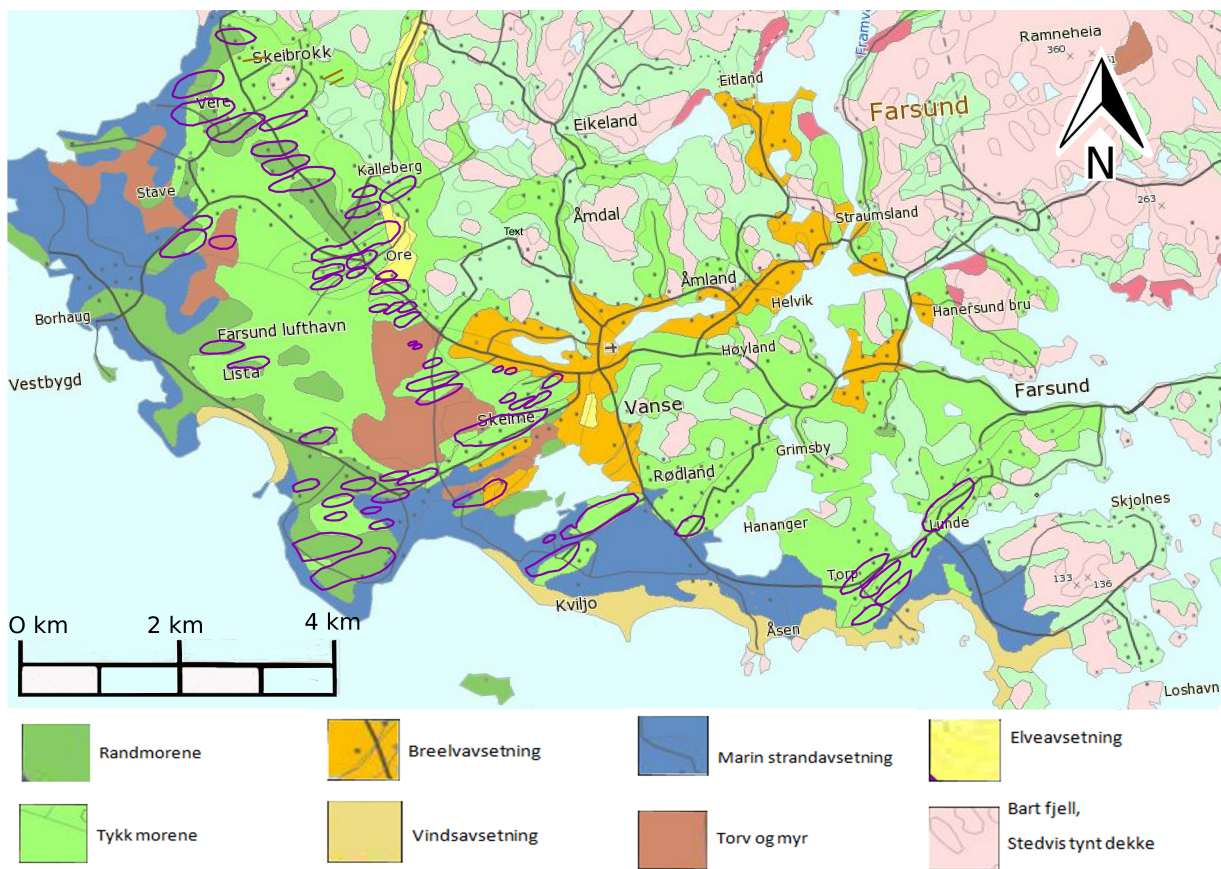 Framv
Ramneheia
360
Skeibrokk
Eitland
Farsund
Vere
Eikeland
N
Kalleberg
Stave
263
Straumsland
Åmdal
Text
Ore
Åmland
Helvik
Hanersund bru
Borhaug
Farsund lufthavn
Høyland
Lista
Vestbygd
Farsund
Vanse
Skeime
Grimsby
Rødland
Skjolnes
Hananger
Lunde
Torp
133
136
Kviljo
Åsen
O km
2 km
4 km
Loshavn
Randmorene
Breelvavsetning
Marin strandavsetning
Elveavsetning
Tykk morene
Vindsavsetning
Torv og myr
Bart fjell,
Stedvis tynt dekke